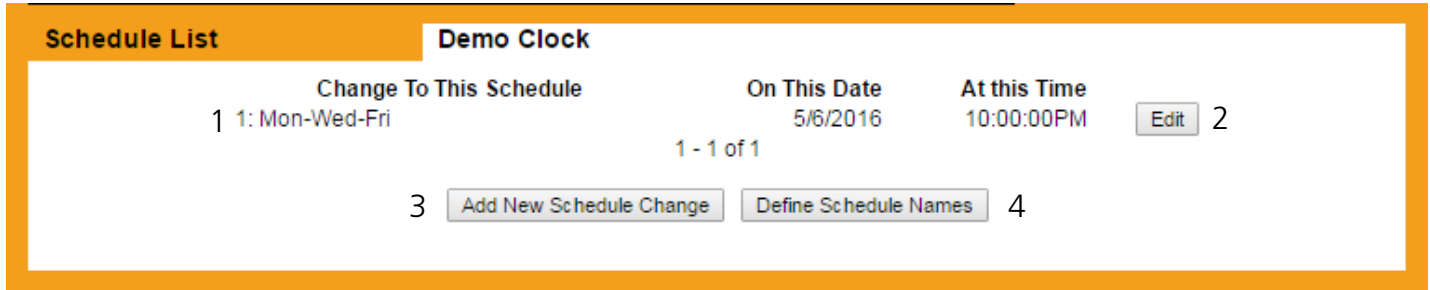 Schedule List Demo Clock
Change To This Schedule On This Date At this Time
1 1: Mon-Wed-Fri 5/6/2016 10:00:00PM Edit 2
1 - 1 of 1
3 Add New Schedule Change Define Schedule Names 4